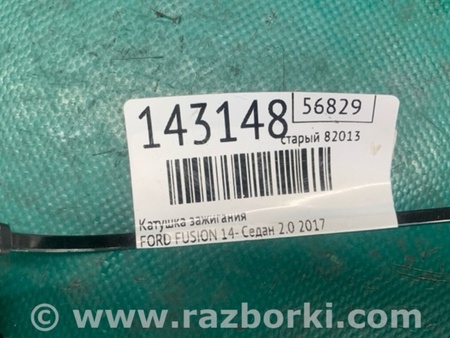 143148
56829
старый 82013
Катушка зажигания
FORD FUSION 14- Седан 2.0 2017
© www.razborki.com